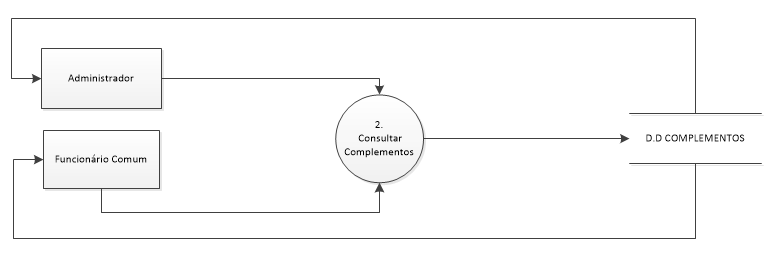 Administrador
2.
Consultar
Complementos
D.D COMPLEMENTOS
Funcionário Comum